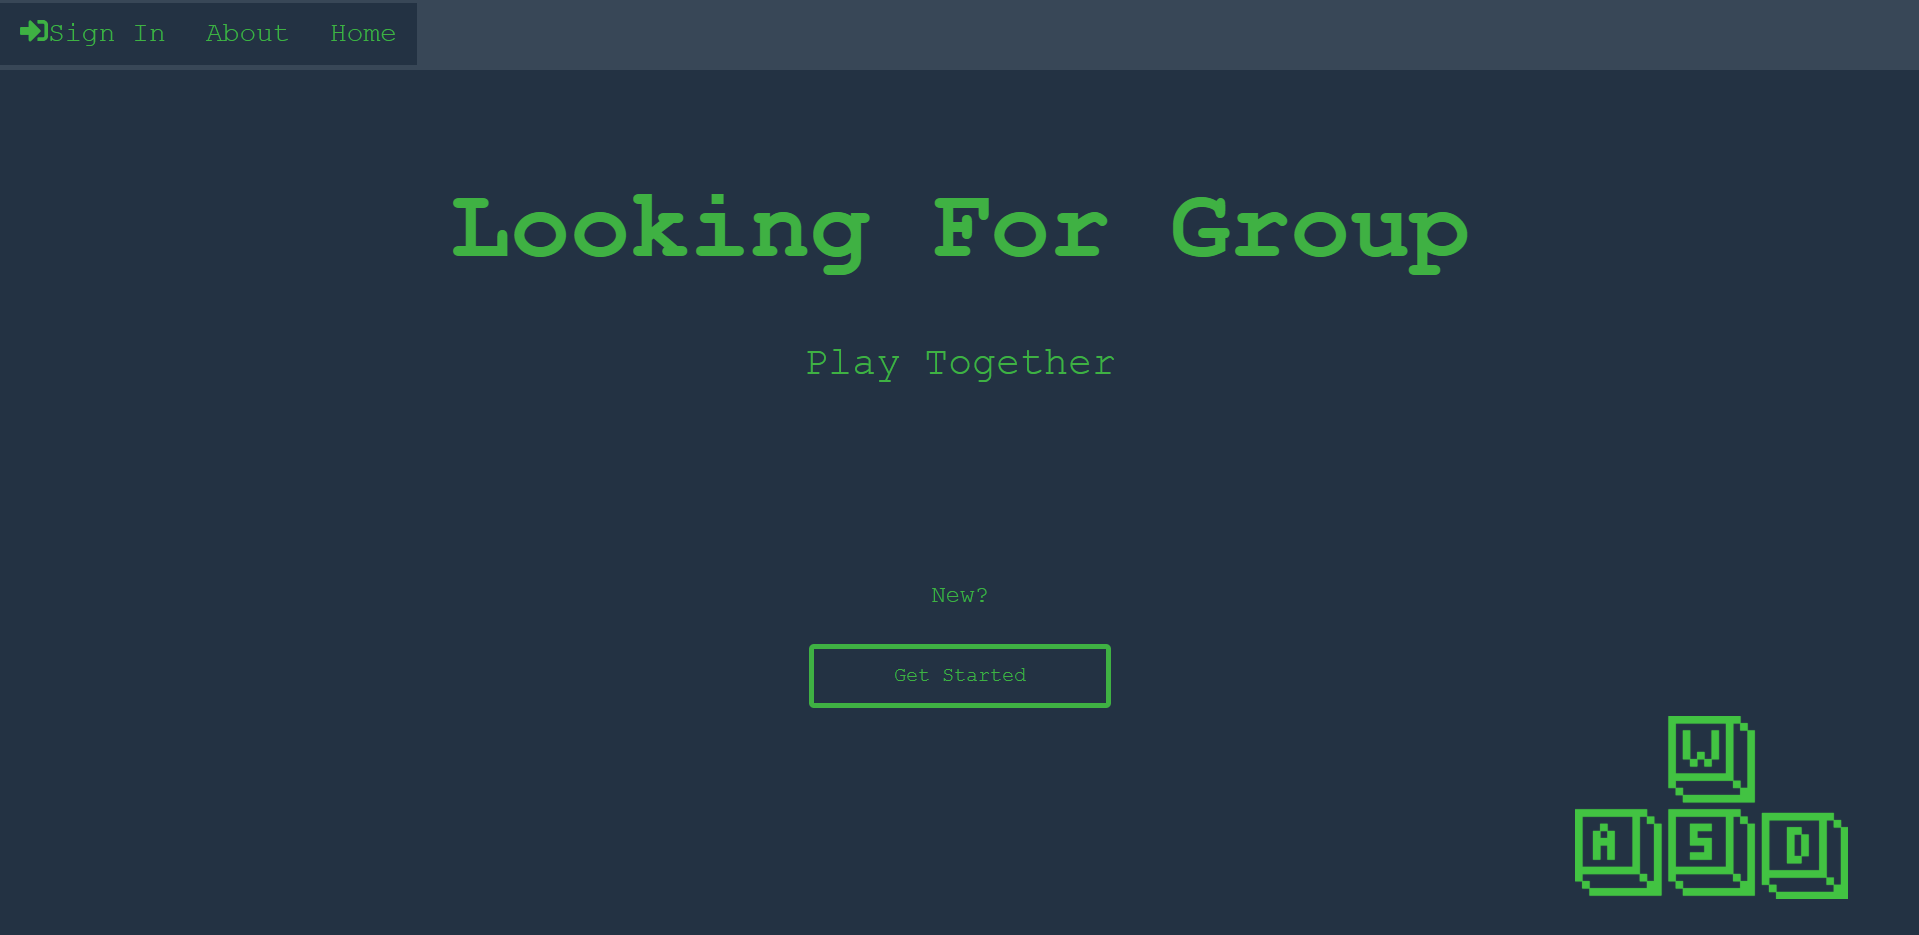 Sign In About Home
Looking For Group
Play Together
New?
Get Started
W
A S D